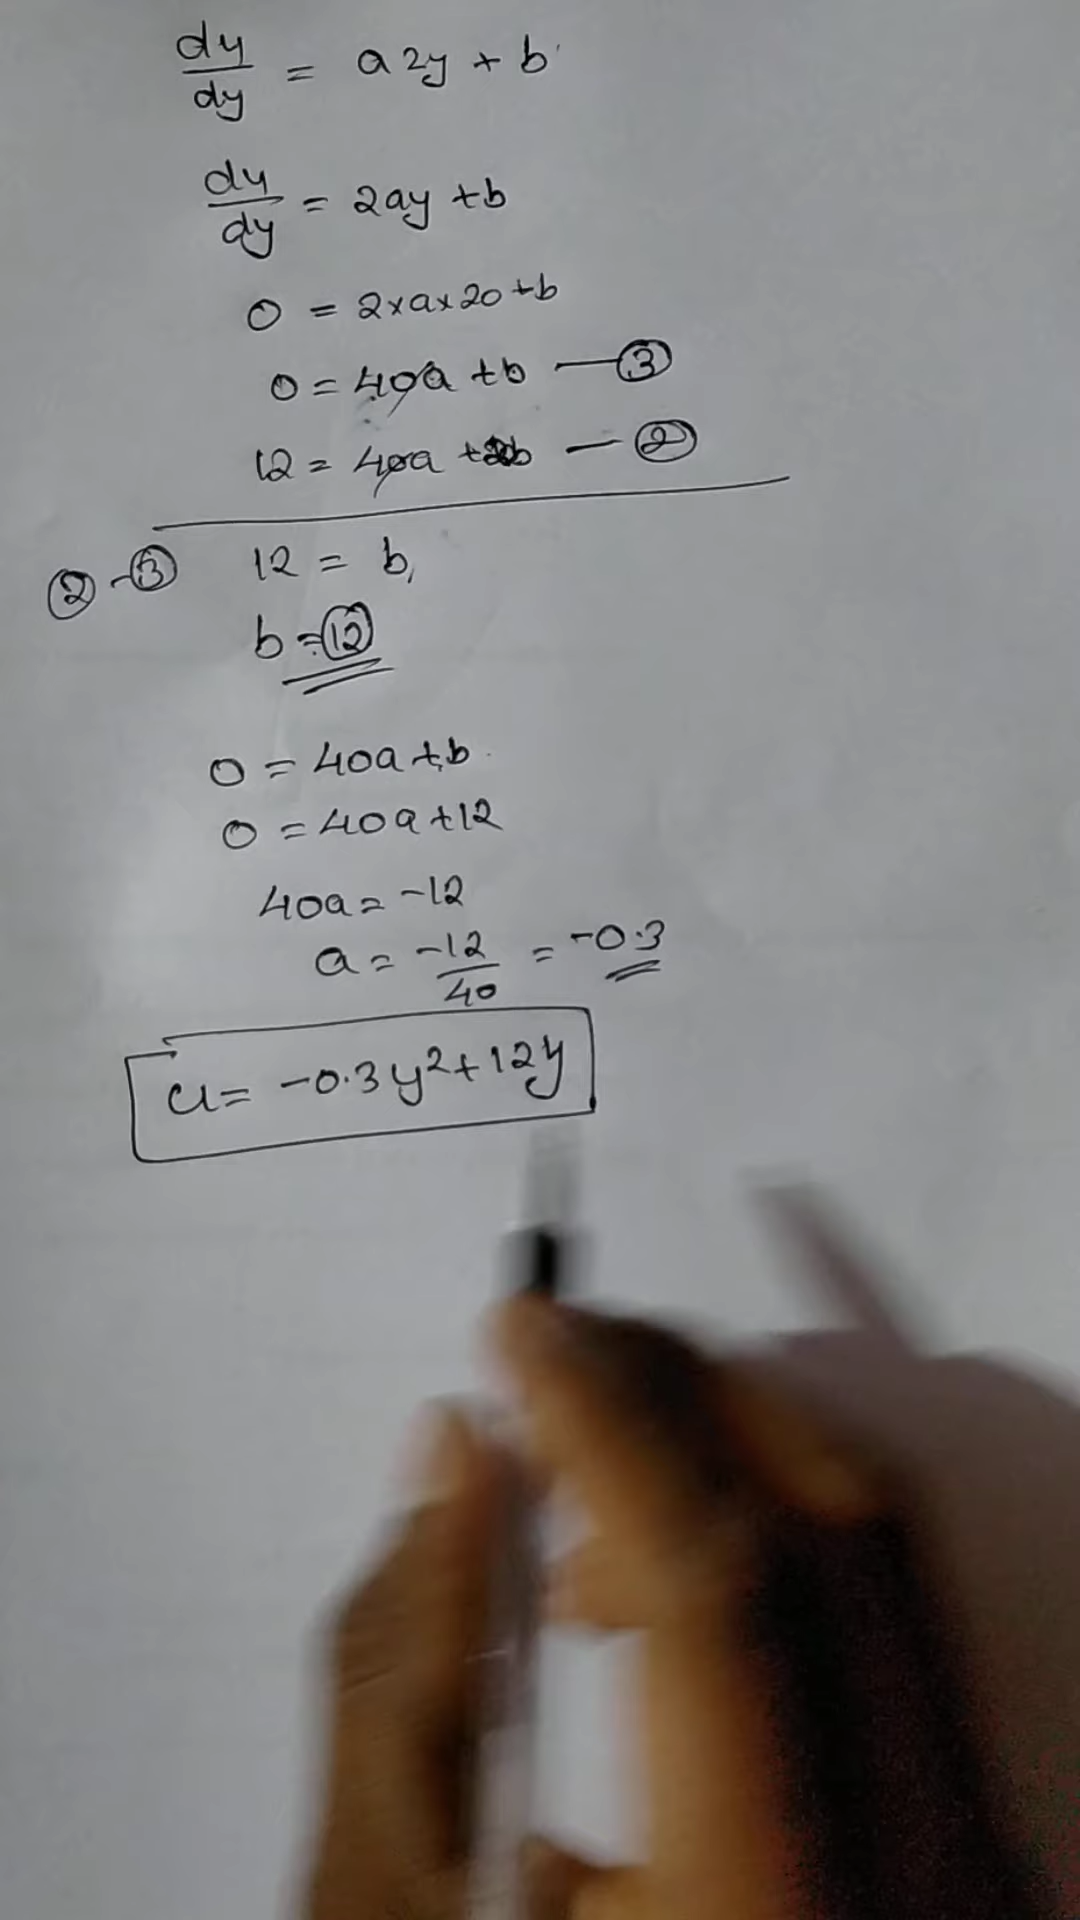 du/dy = a2y + b
du/dy = 2ay + b
0 = 2×a×20+b
0 = 40a + b — ③
12 = 40a + b — ②
② - ③ 12 = b,
b = 12
0 = 40a + b
0 = 40a + 12
40a = -12
a = -12/40 = -0.3
u = -0.3y² + 12y